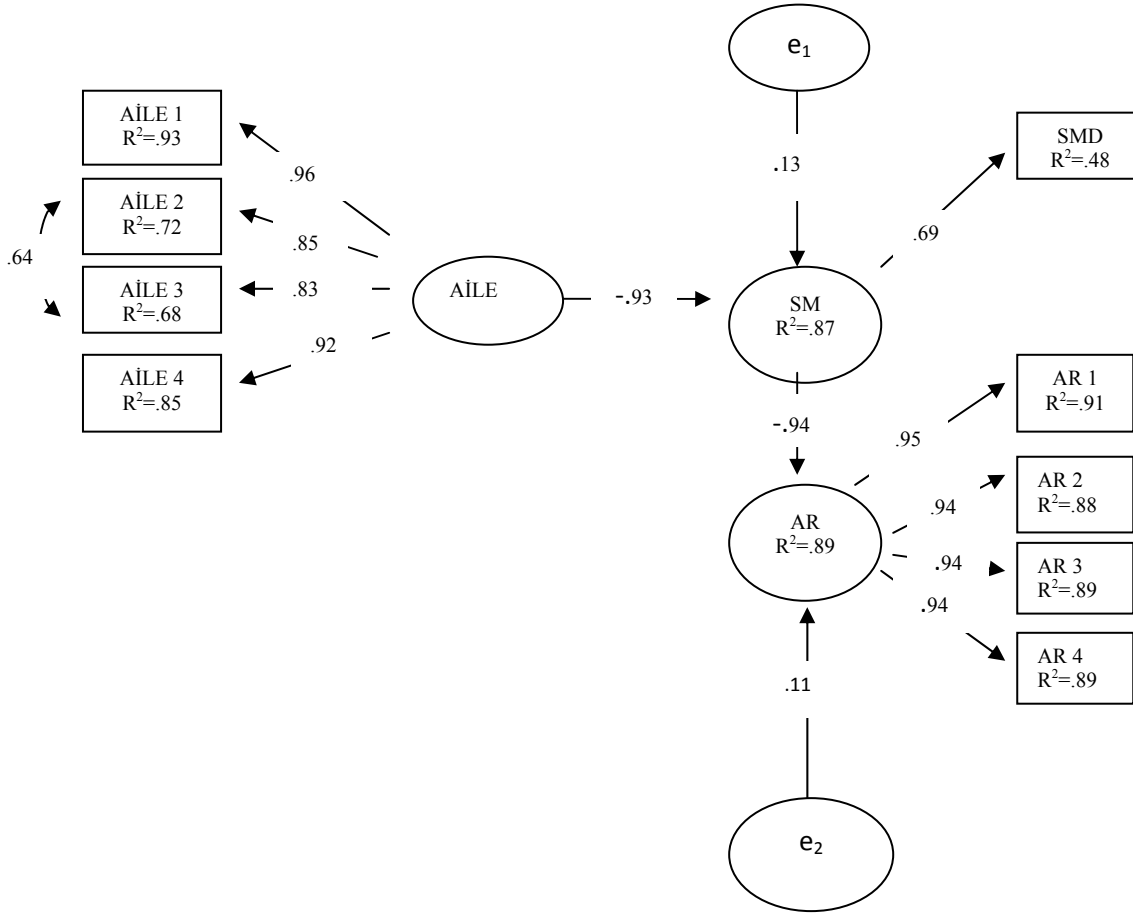 e₁
AİLE 1
R²=.93
.96
AİLE 2
R²=.72
.85
.64
AİLE 3
R²=.68
.83
AİLE 4
R²=.85
.92
AİLE
-.93
.13
SM
R²=.87
.69
SMD
R²=.48
-.94
AR
R²=.89
.95
AR 1
R²=.91
.94
AR 2
R²=.88
.94
AR 3
R²=.89
.94
AR 4
R²=.89
.11
e₂